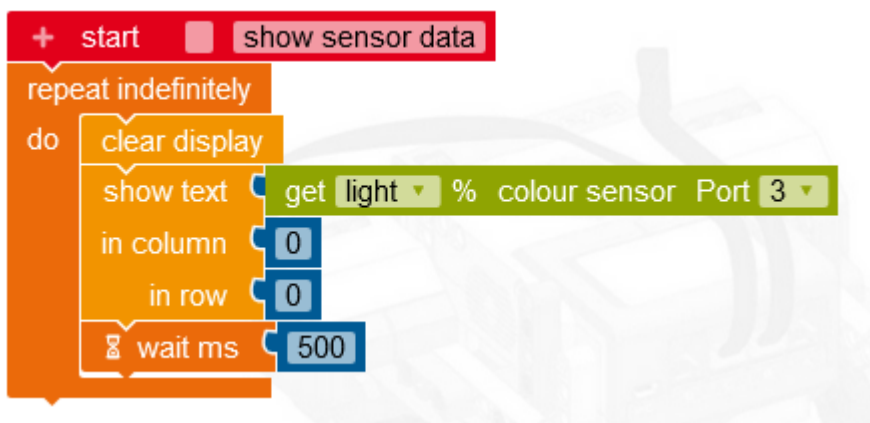 + start show sensor data
repeat indefinitely
do clear display
show text get light % colour sensor Port 3
in column 0
in row 0
wait ms 500